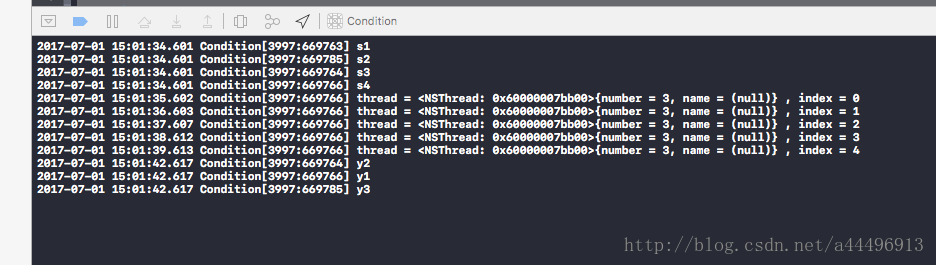 Condition
2017-07-01 15:01:34.601 Condition[3997:669763] s1
2017-07-01 15:01:34.601 Condition[3997:669785] s2
2017-07-01 15:01:34.601 Condition[3997:669764] s3
2017-07-01 15:01:34.601 Condition[3997:669766] s4
2017-07-01 15:01:35.602 Condition[3997:669766] thread = <NSThread: 0x60000007bb00>{number = 3, name = (null)} , index = 0
2017-07-01 15:01:36.603 Condition[3997:669766] thread = <NSThread: 0x60000007bb00>{number = 3, name = (null)} , index = 1
2017-07-01 15:01:37.607 Condition[3997:669766] thread = <NSThread: 0x60000007bb00>{number = 3, name = (null)} , index = 2
2017-07-01 15:01:38.612 Condition[3997:669766] thread = <NSThread: 0x60000007bb00>{number = 3, name = (null)} , index = 3
2017-07-01 15:01:39.613 Condition[3997:669766] thread = <NSThread: 0x60000007bb00>{number = 3, name = (null)} , index = 4
2017-07-01 15:01:42.617 Condition[3997:669764] y2
2017-07-01 15:01:42.617 Condition[3997:669766] y1
2017-07-01 15:01:42.617 Condition[3997:669785] y3
http://blog.csdn.net/a44496913